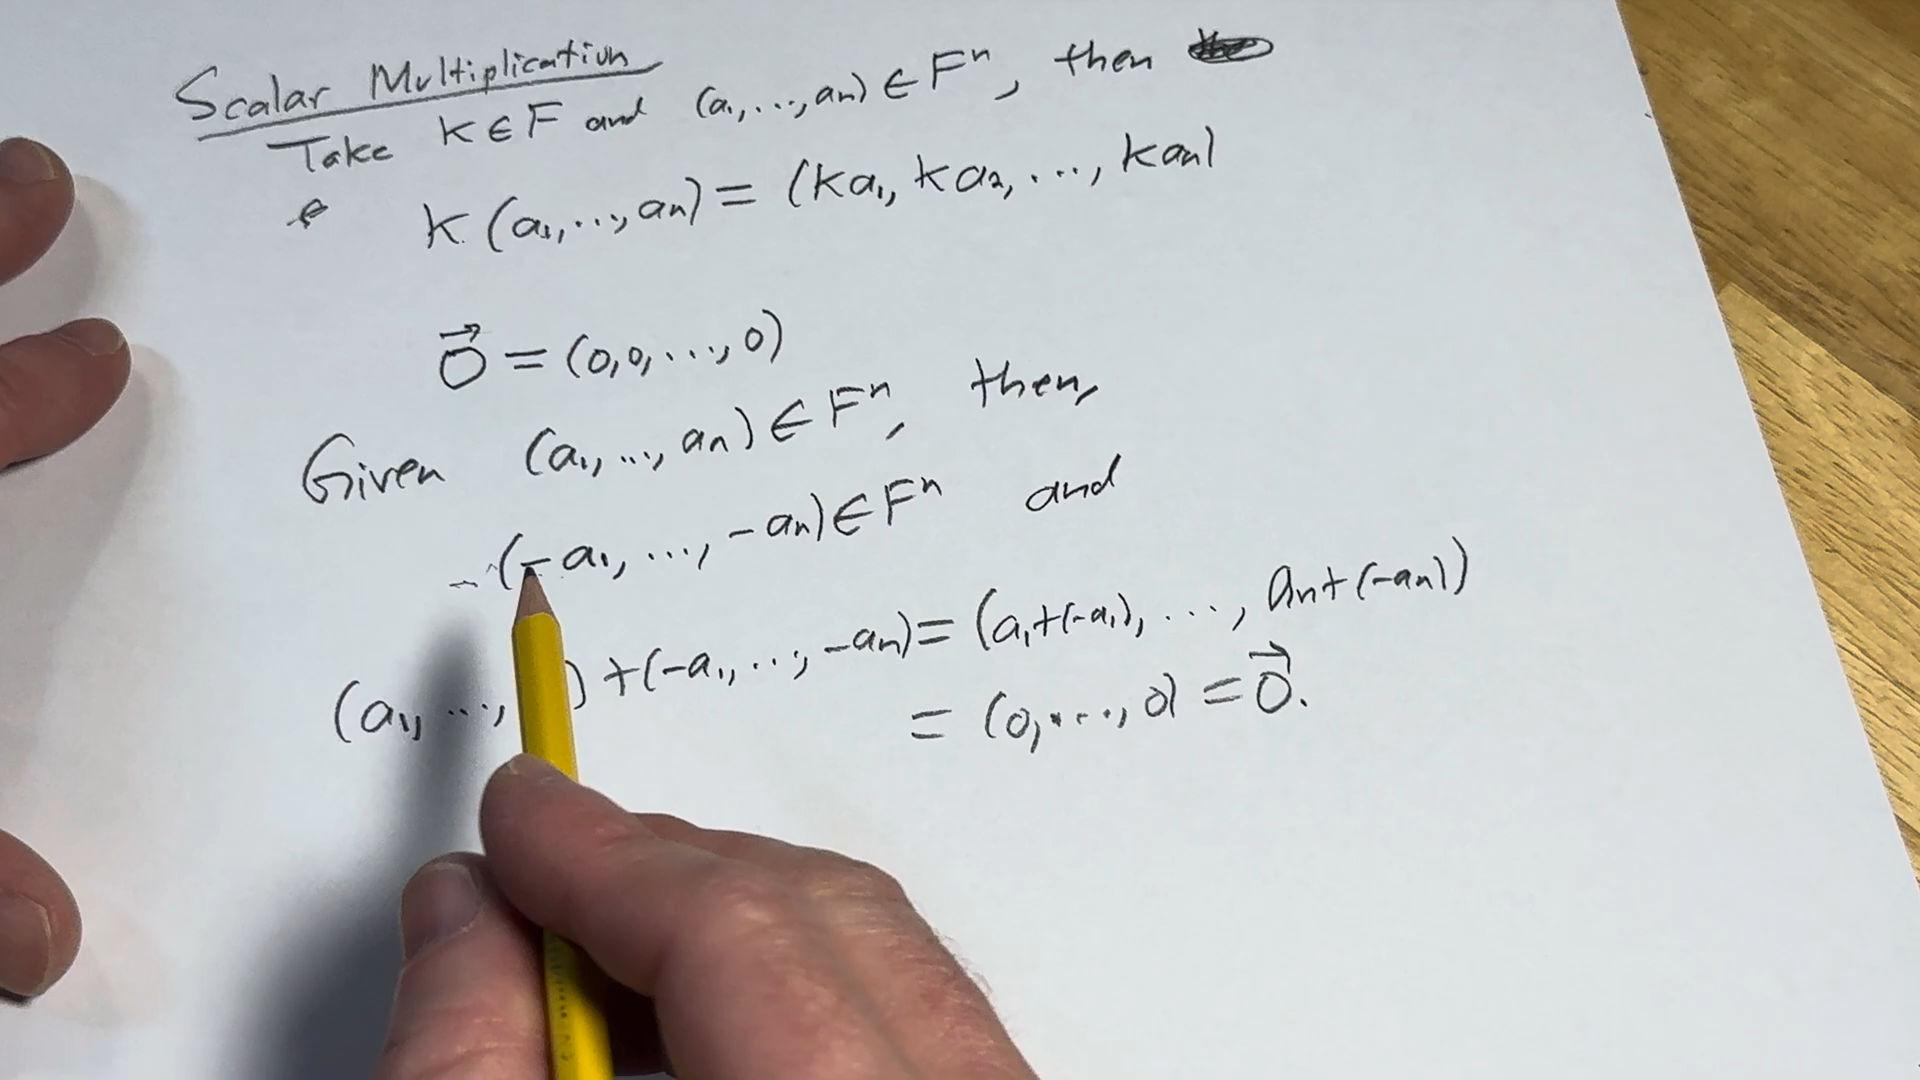 Scalar Multiplication
Take K ∈ F and (a₁, ..., aₙ) ∈ Fⁿ, then
K (a₁, ..., aₙ) = (Ka₁, Ka₂, ..., Kaₙ)
0⃗ = (0, 0, ..., 0)
Given (a₁, ..., aₙ) ∈ Fⁿ, then,
(-a₁, ..., -aₙ) ∈ Fⁿ and
(a₁, ..., ) + (-a₁, ..., -aₙ) = (a₁+(-a₁), ..., aₙ+(-aₙ))
= (0, ..., 0) = 0⃗.